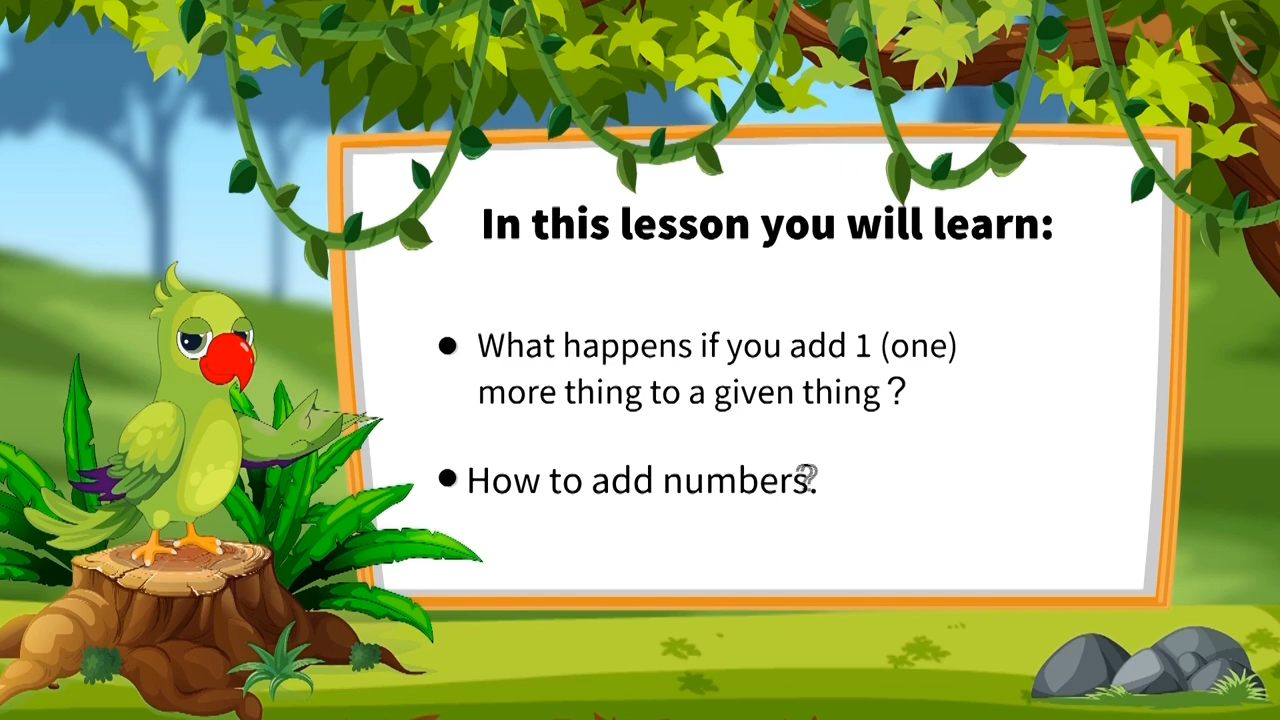 In this lesson you will learn:
● What happens if you add 1 (one)
more thing to a given thing ?
● How to add numbers?